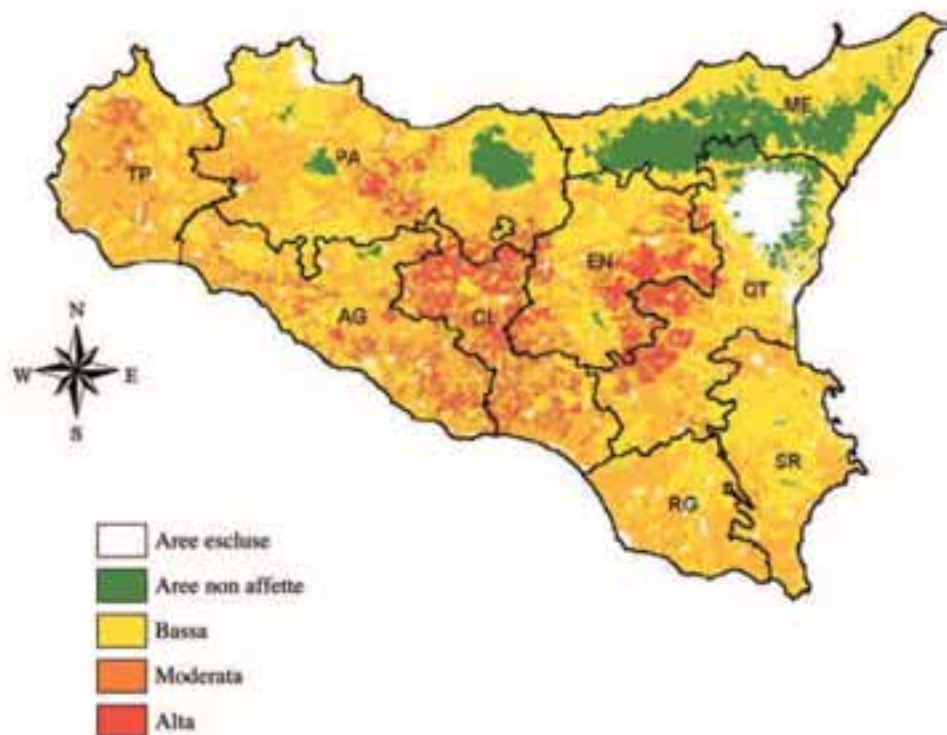 ME
PA
TP
EN
CT
AG
CL
SR
RG
N
W E
S
Aree escluse
Aree non affette
Bassa
Moderata
Alta